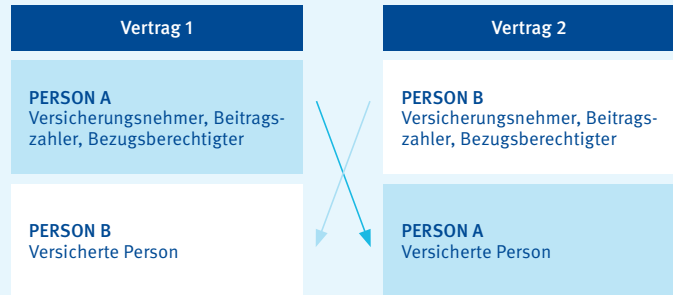 Vertrag 1
PERSON A
Versicherungsnehmer, Beitrags-
zahler, Bezugsberechtigter
PERSON B
Versicherte Person
Vertrag 2
PERSON B
Versicherungsnehmer, Beitrags-
zahler, Bezugsberechtigter
PERSON A
Versicherte Person